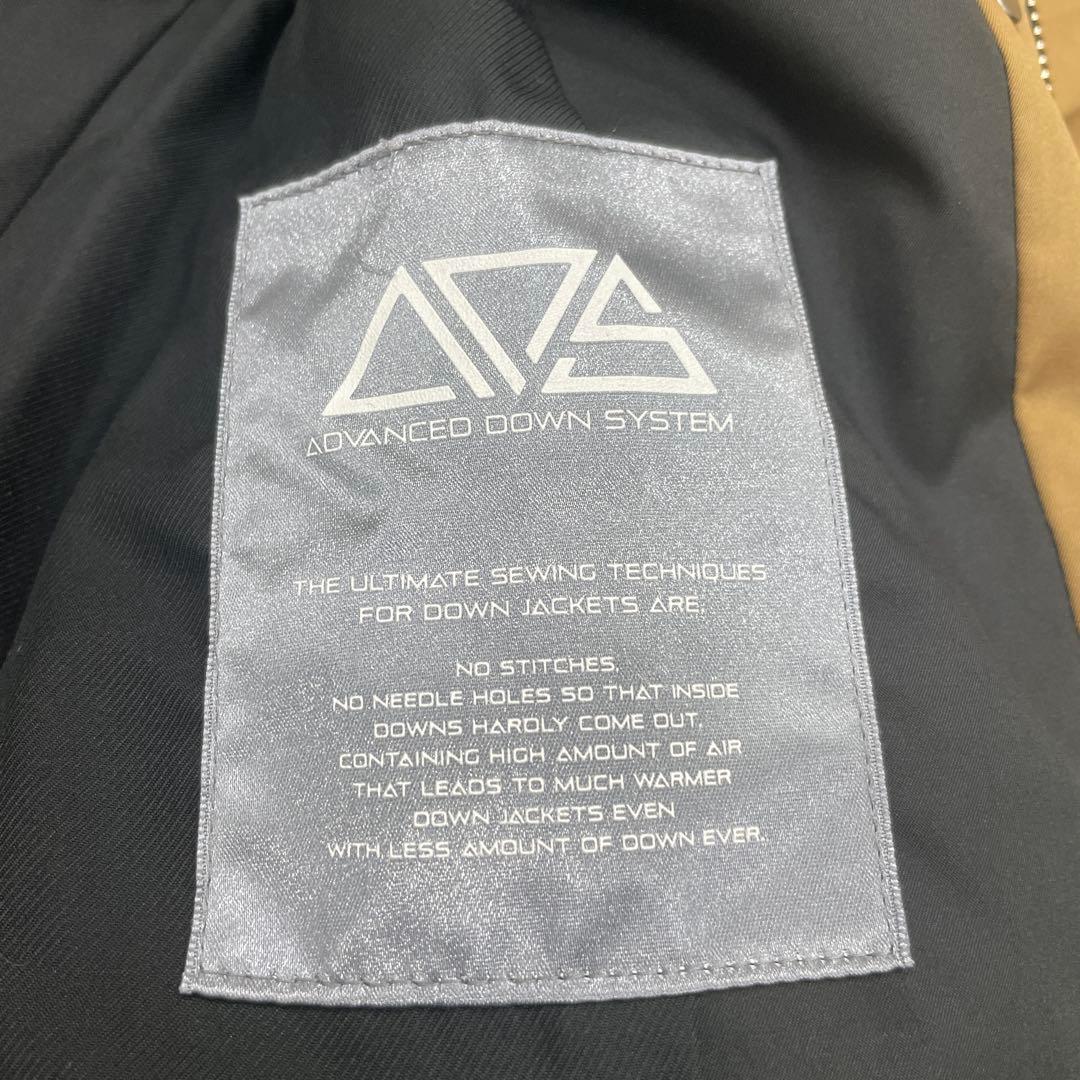 ADS
ADVANCED DOWN SYSTEM
THE ULTIMATE SEWING TECHNIQUES
FOR DOWN JACKETS ARE;
NO STITCHES,
NO NEEDLE HOLES SO THAT INSIDE
DOWNS HARDLY COME OUT,
CONTAINING HIGH AMOUNT OF AIR
THAT LEADS TO MUCH WARMER
DOWN JACKETS EVEN
WITH LESS AMOUNT OF DOWN EVER.